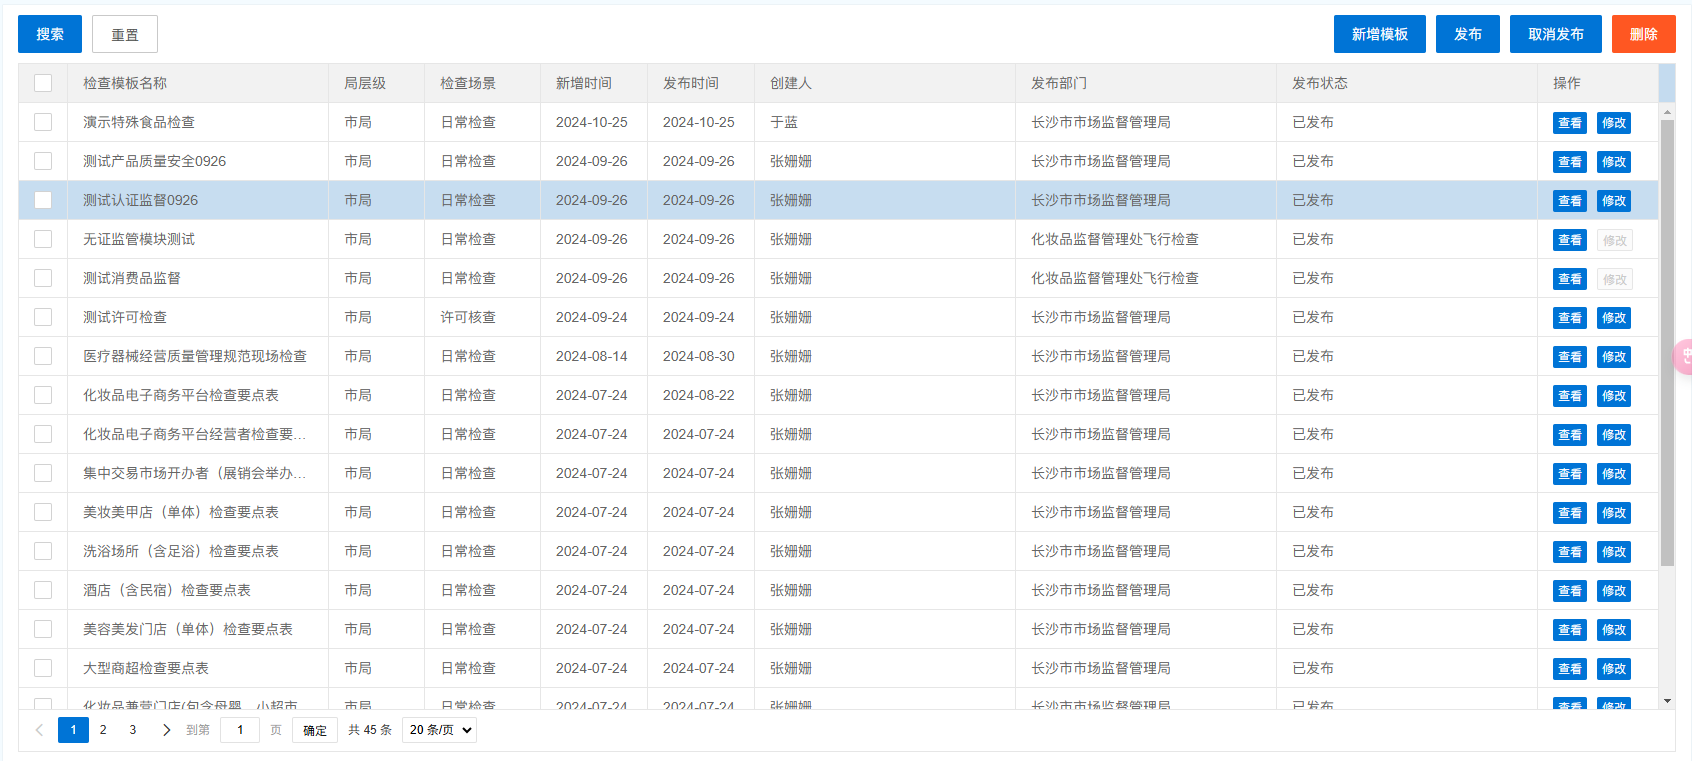 搜索 重置 新增模板 发布 取消发布 删除
检查模板名称 局层级 检查场景 新增时间 发布时间 创建人 发布部门 发布状态 操作
演示特殊食品检查 市局 日常检查 2024-10-25 2024-10-25 于蓝 长沙市市场监督管理局 已发布 查看 修改
测试产品质量安全0926 市局 日常检查 2024-09-26 2024-09-26 张姗姗 长沙市市场监督管理局 已发布 查看 修改
测试认证监督0926 市局 日常检查 2024-09-26 2024-09-26 张姗姗 长沙市市场监督管理局 已发布 查看 修改
无证监管模块测试 市局 日常检查 2024-09-26 2024-09-26 张姗姗 化妆品监督管理处飞行检查 已发布 查看 修改
测试消费品监督 市局 日常检查 2024-09-26 2024-09-26 张姗姗 化妆品监督管理处飞行检查 已发布 查看 修改
测试许可检查 市局 许可核查 2024-09-24 2024-09-24 张姗姗 长沙市市场监督管理局 已发布 查看 修改
医疗器械经营质量管理规范现场检查 市局 日常检查 2024-08-14 2024-08-30 张姗姗 长沙市市场监督管理局 已发布 查看 修改
化妆品电子商务平台检查要点表 市局 日常检查 2024-07-24 2024-08-22 张姗姗 长沙市市场监督管理局 已发布 查看 修改
化妆品电子商务平台经营者检查要... 市局 日常检查 2024-07-24 2024-07-24 张姗姗 长沙市市场监督管理局 已发布 查看 修改
集中交易市场开办者（展销会举办... 市局 日常检查 2024-07-24 2024-07-24 张姗姗 长沙市市场监督管理局 已发布 查看 修改
美妆美甲店（单体）检查要点表 市局 日常检查 2024-07-24 2024-07-24 张姗姗 长沙市市场监督管理局 已发布 查看 修改
洗浴场所（含足浴）检查要点表 市局 日常检查 2024-07-24 2024-07-24 张姗姗 长沙市市场监督管理局 已发布 查看 修改
酒店（含民宿）检查要点表 市局 日常检查 2024-07-24 2024-07-24 张姗姗 长沙市市场监督管理局 已发布 查看 修改
美容美发门店（单体）检查要点表 市局 日常检查 2024-07-24 2024-07-24 张姗姗 长沙市市场监督管理局 已发布 查看 修改
大型商超检查要点表 市局 日常检查 2024-07-24 2024-07-24 张姗姗 长沙市市场监督管理局 已发布 查看 修改
化妆品兼营门店(包含母婴、小超市 市局 日常检查 2024-07-24 2024-07-24 张姗姗 长沙市市场监督管理局 已发布 查看 修改
1 2 3 到第 1 页 确定 共 45 条 20 条/页